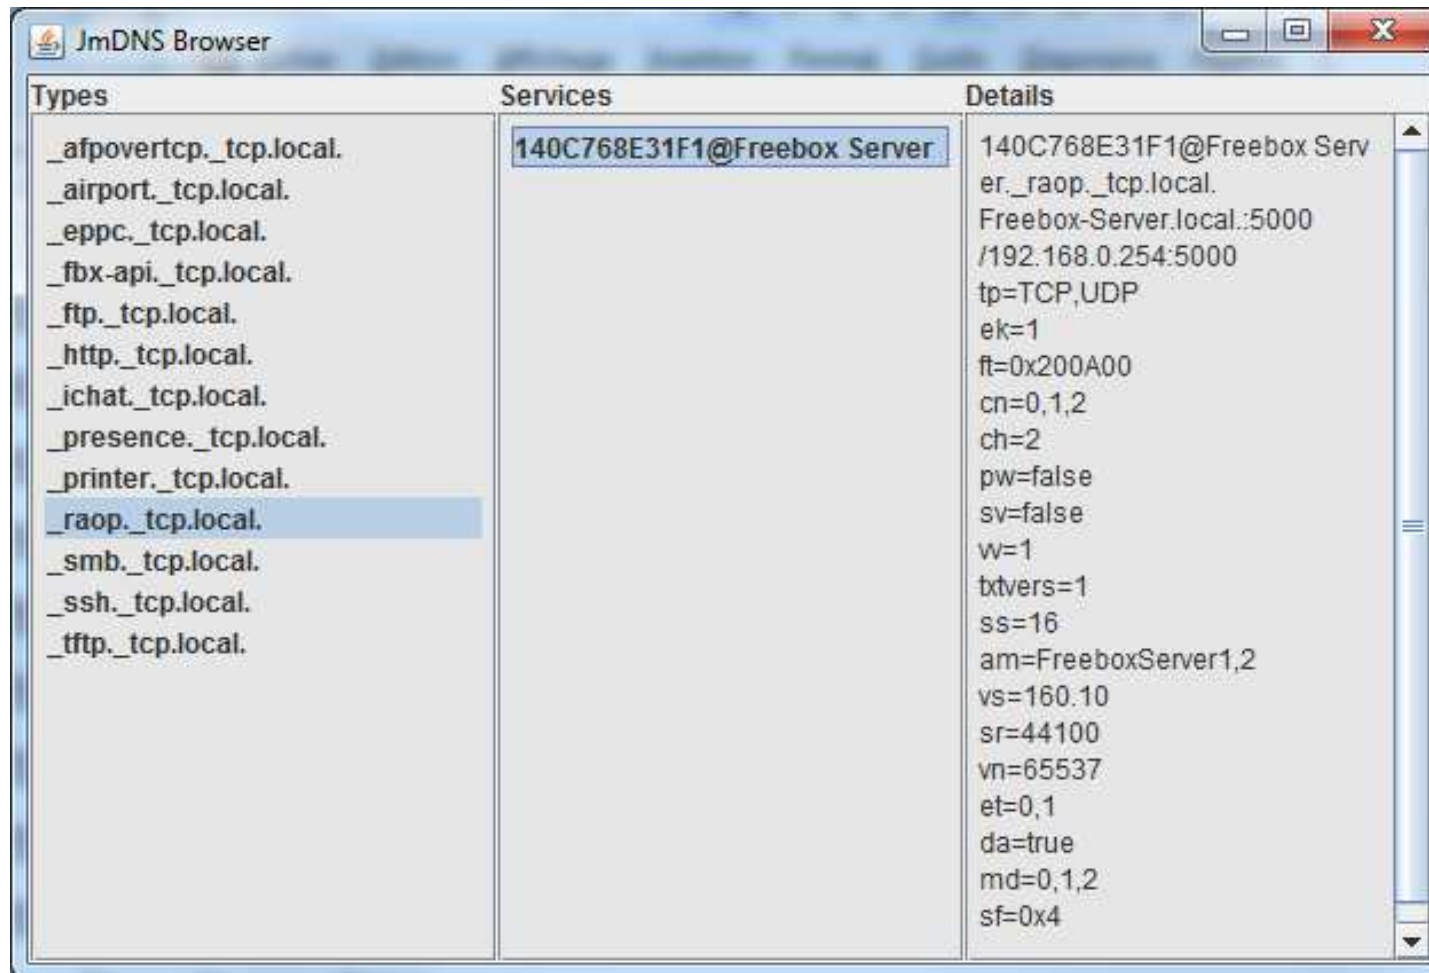 JmDNS Browser
Types
_afpovertcp._tcp.local.
_airport._tcp.local.
_eppc._tcp.local.
_fbx-api._tcp.local.
_ftp._tcp.local.
_http._tcp.local.
_ichat._tcp.local.
_presence._tcp.local.
_printer._tcp.local.
_raop._tcp.local.
_smb._tcp.local.
_ssh._tcp.local.
_tftp._tcp.local.
Services
140C768E31F1@Freebox Server
Details
140C768E31F1@Freebox Serv
er._raop._tcp.local.
Freebox-Server.local.:5000
/192.168.0.254:5000
tp=TCP,UDP
ek=1
ft=0x200A00
cn=0,1,2
ch=2
pw=false
sv=false
vv=1
txtvers=1
ss=16
am=FreeboxServer1,2
vs=160.10
sr=44100
vn=65537
et=0,1
da=true
md=0,1,2
sf=0x4